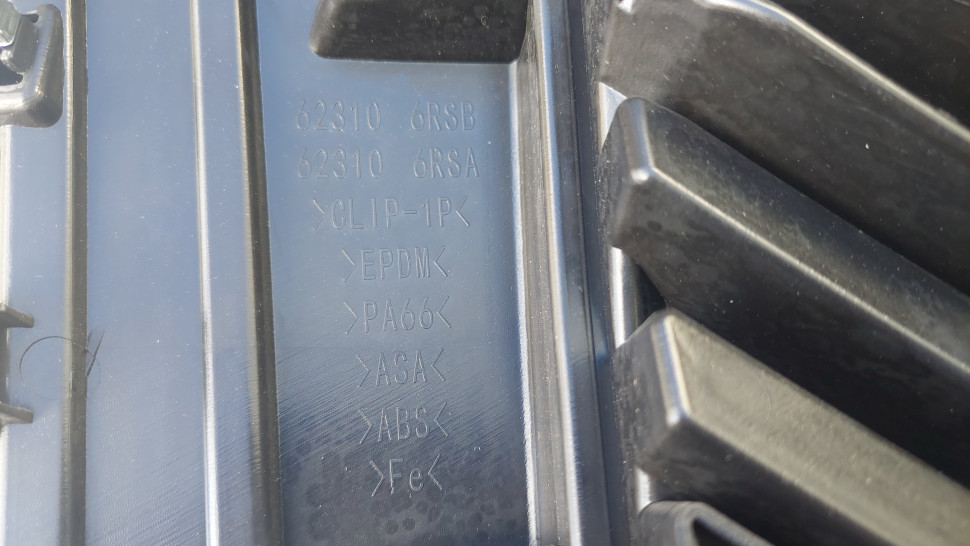 62310 6RSB
62310 6RSA
>CLIP-1P<
>EPDM<
>PA66<
>ASA<
>ABS<
>Fe<